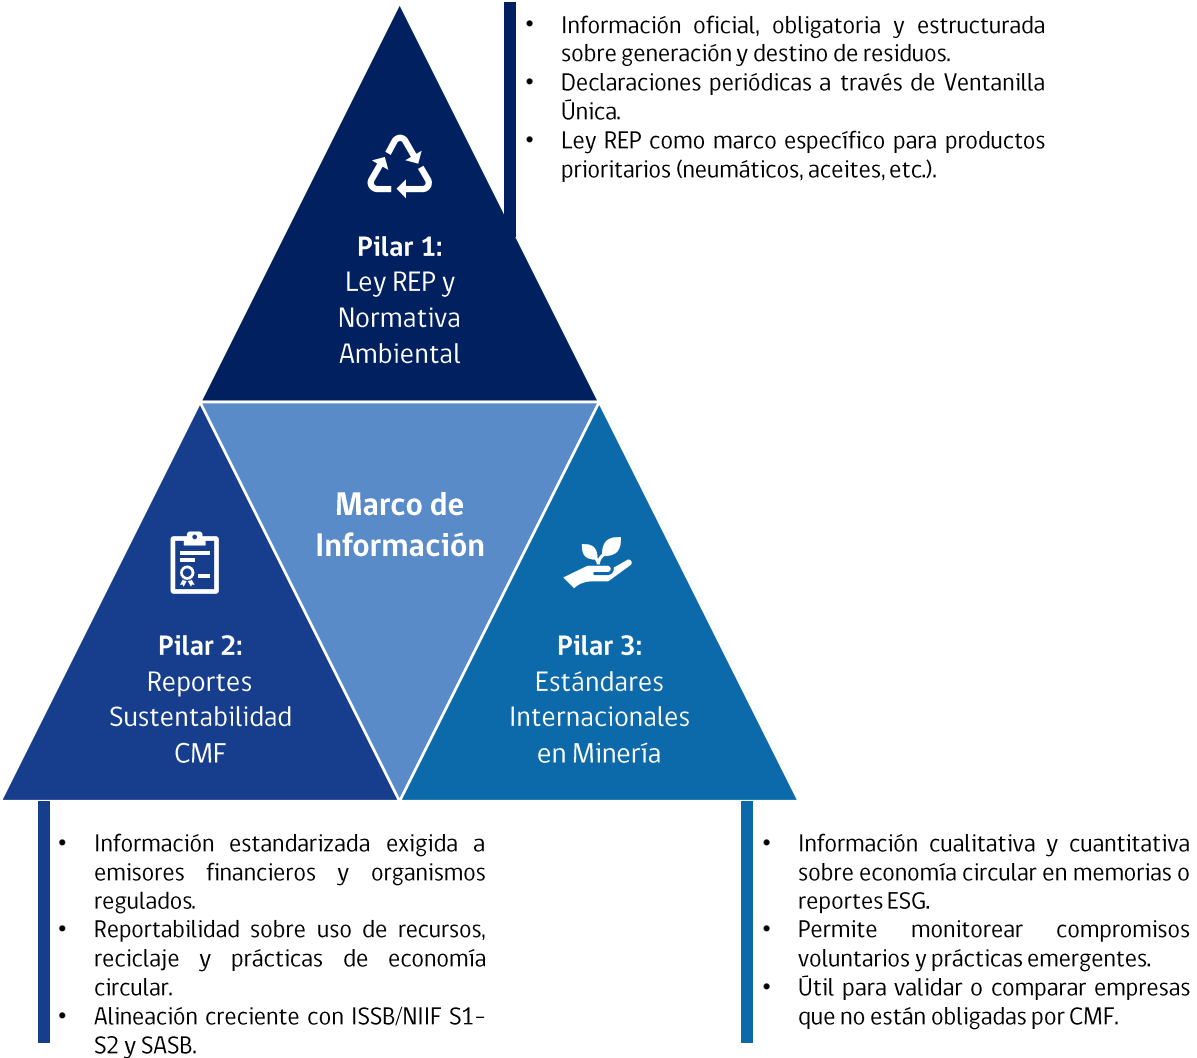 • Información oficial, obligatoria y estructurada
sobre generación y destino de residuos.
• Declaraciones periódicas a través de Ventanilla
Única.
• Ley REP como marco específico para productos
prioritarios (neumáticos, aceites, etc.).
Pilar 1:
Ley REP y
Normativa
Ambiental
Marco de
Información
Pilar 2:
Reportes
Sustentabilidad
CMF
Pilar 3:
Estándares
Internacionales
en Minería
• Información estandarizada exigida a
emisores financieros y organismos
regulados.
• Reportabilidad sobre uso de recursos,
reciclaje y prácticas de economía
circular.
• Alineación creciente con ISSB/NIIF S1-
S2 y SASB.
• Información cualitativa y cuantitativa
sobre economía circular en memorias o
reportes ESG.
• Permite monitorear compromisos
voluntarios y prácticas emergentes.
• Útil para validar o comparar empresas
que no están obligadas por CMF.